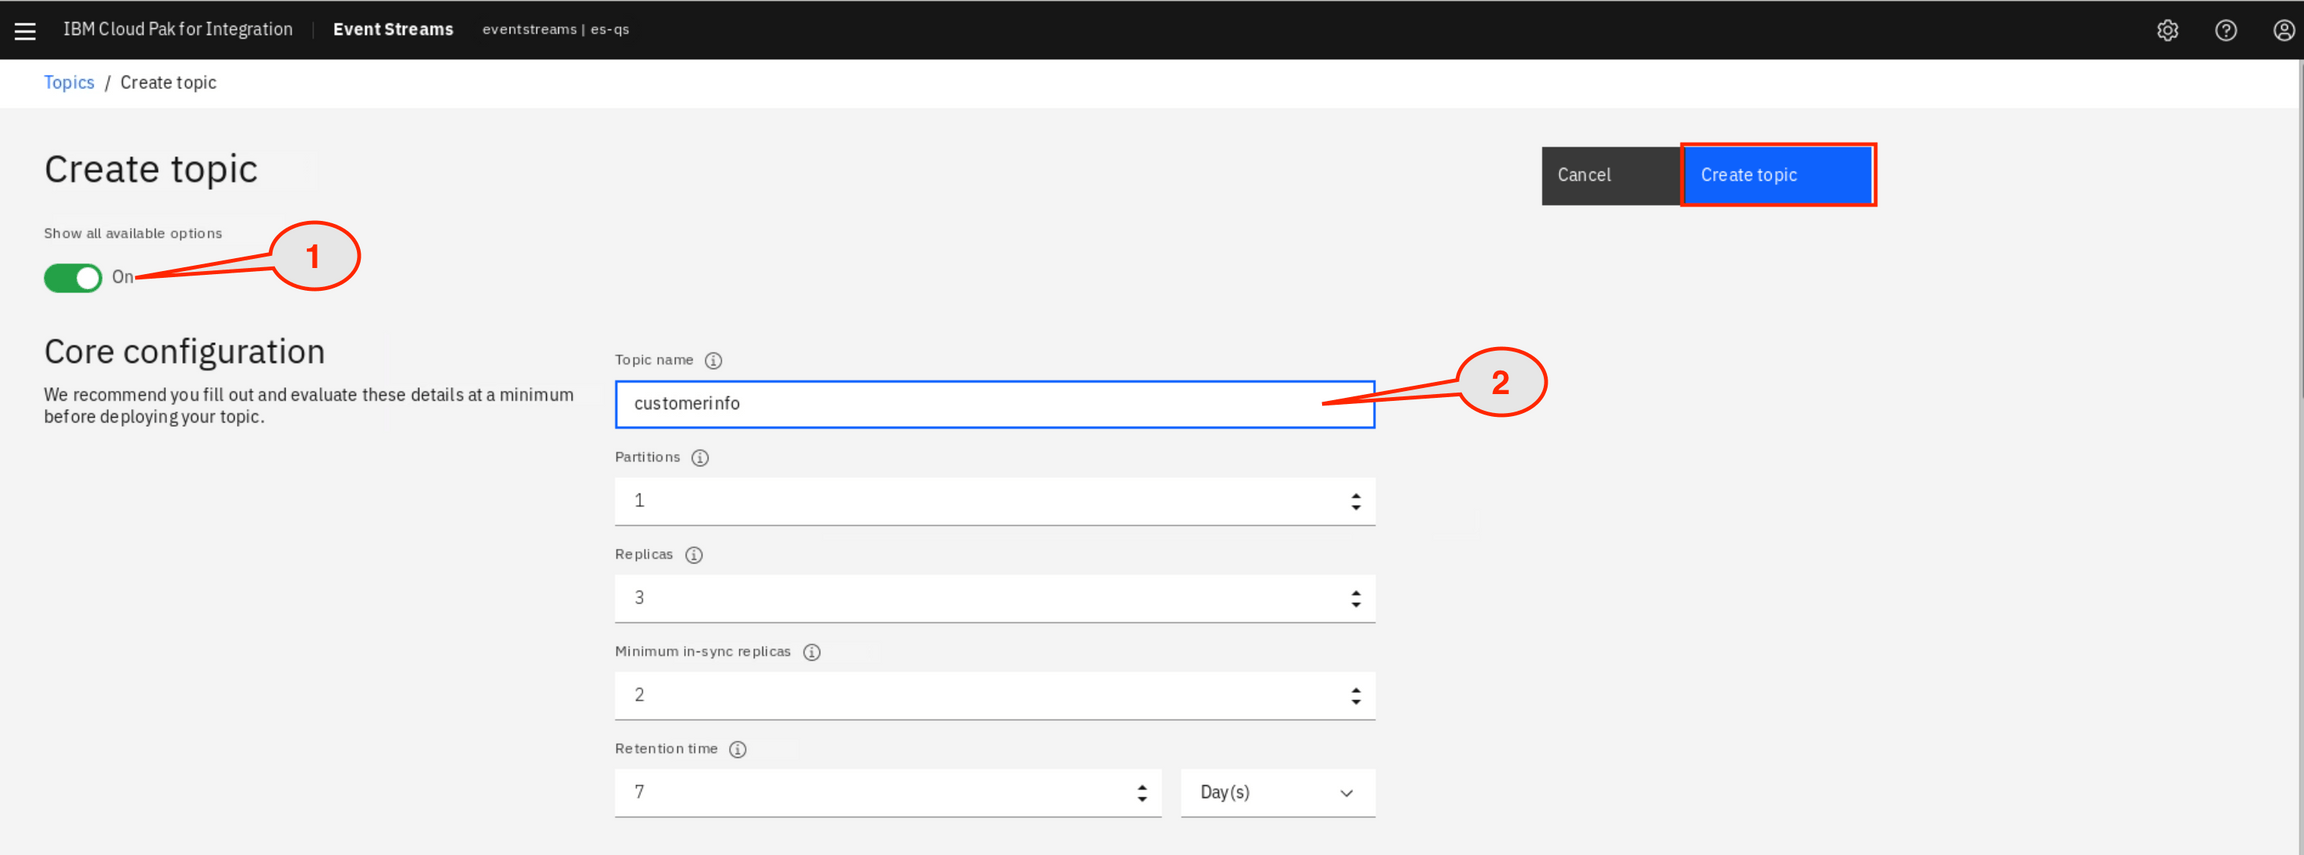 IBM Cloud Pak for Integration | Event Streams eventstreams | es-qs
Topics / Create topic
Create topic
Cancel
Create topic
Show all available options
On
1
Core configuration
We recommend you fill out and evaluate these details at a minimum
before deploying your topic.
Topic name
customerinfo
2
Partitions
1
Replicas
3
Minimum in-sync replicas
2
Retention time
7
Day(s)